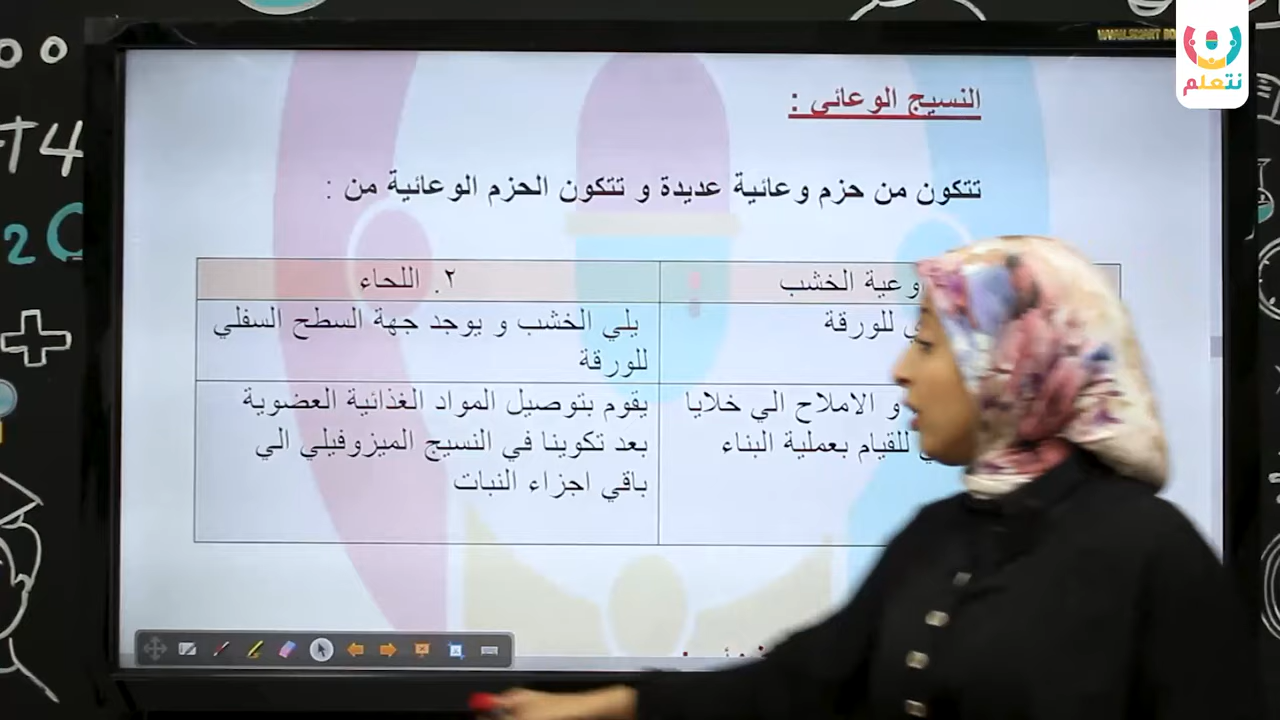 نتعلم
النسيج الوعائى :
تتكون من حزم وعائية عديدة و تتكون الحزم الوعائية من :
وعية الخشب
٢. اللحاء
للورقة
يلي الخشب و يوجد جهة السطح السفلي
للورقة
و الاملاح الي خلايا
للقيام بعملية البناء
يقوم بتوصيل المواد الغذائية العضوية
بعد تكوينا في النسيج الميزوفيلي الي
باقي اجزاء النبات